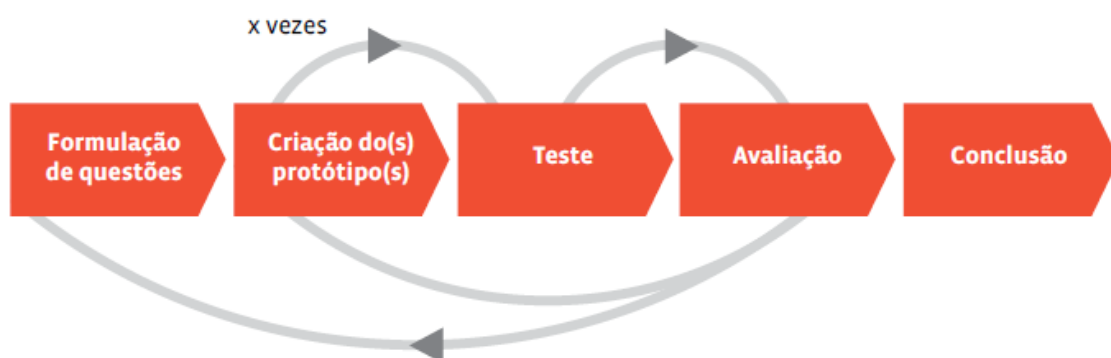 x vezes
Formulação
de questões
Criação do(s)
protótipo(s)
Teste
Avaliação
Conclusão